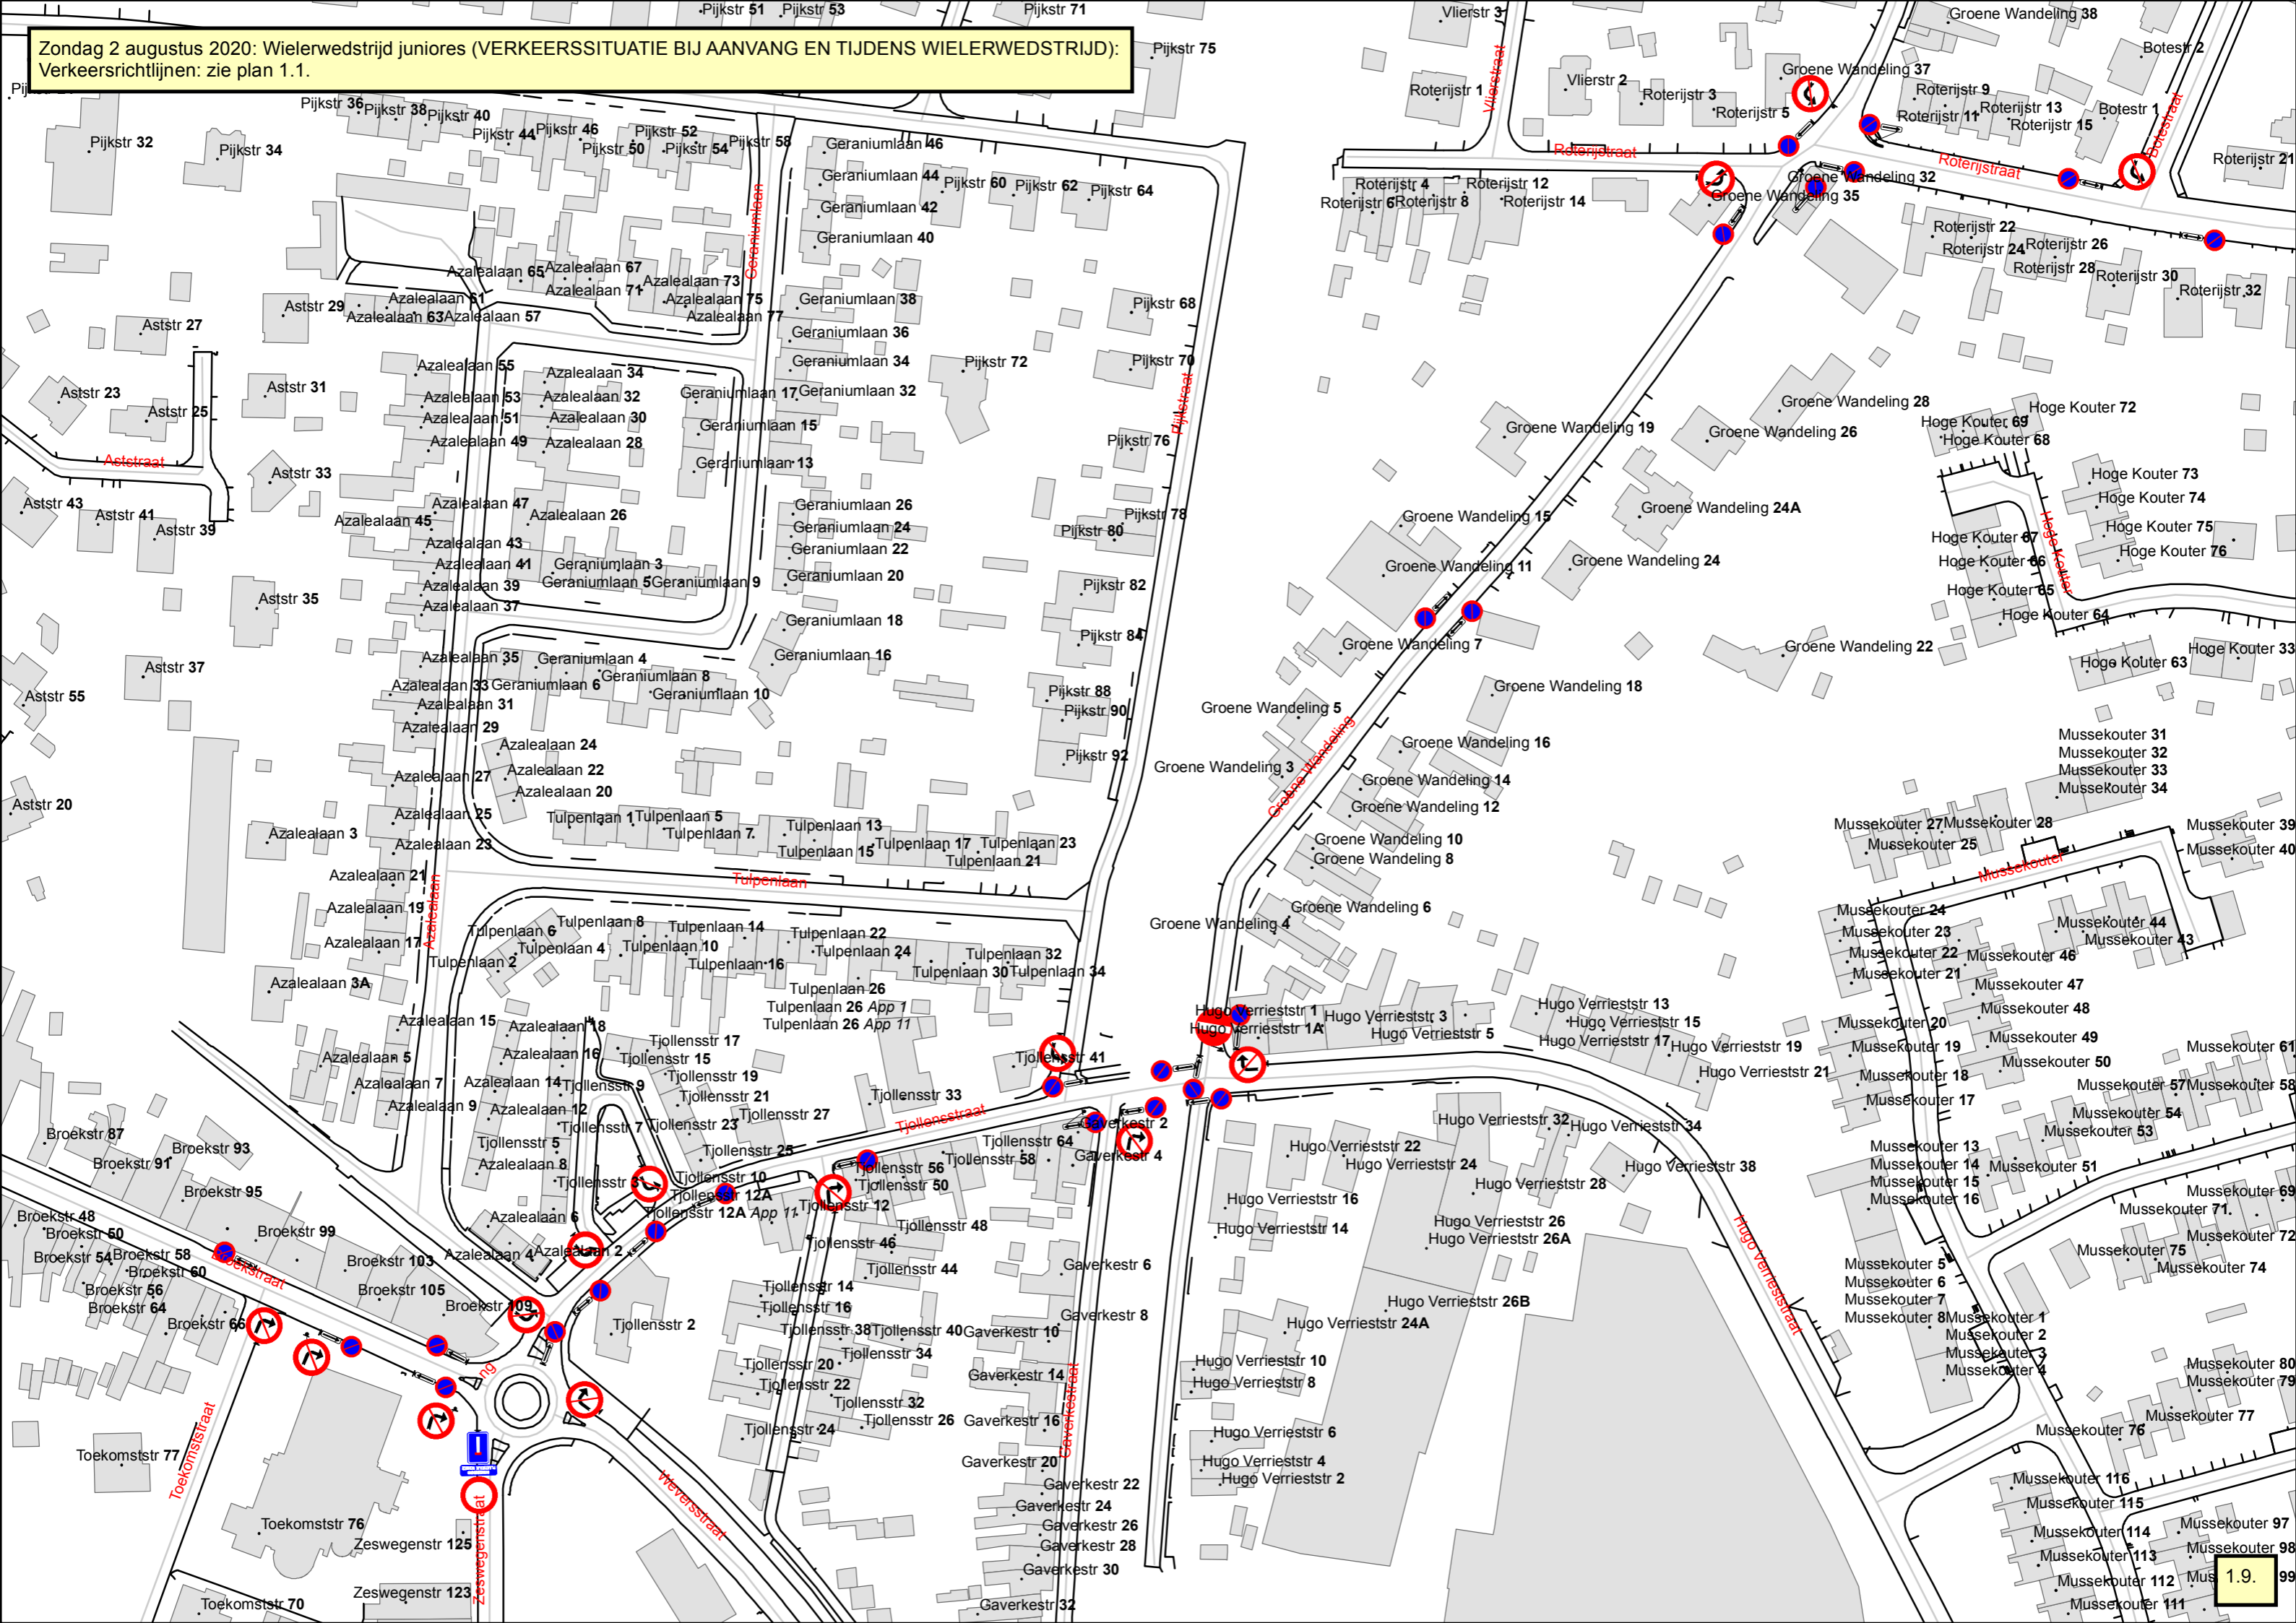 Zondag 2 augustus 2020: Wielerwedstrijd juniores (VERKEERSSITUATIE BIJ AANVANG EN TIJDENS WIELERWEDSTRIJD):
Verkeersrichtlijnen: zie plan 1.1.
Pijkstr 51
Pijkstr 53
Pijkstr 71
Pijkstr 75
Vlierstr 3
Groene Wandeling 38
Botestr 2
Vlierstraat
Vlierstr 2
Roterijstr 1
Roterijstr 3
Roterijstr 5
Groene Wandeling 37
Roterijstr 9
Roterijstr 11
Roterijstr 13
Roterijstr 15
Botestr 1
Botestraat
Roterijstr 21
Pijkstr 32
Pijkstr 34
Pijkstr 36
Pijkstr 38
Pijkstr 40
Pijkstr 44
Pijkstr 46
Pijkstr 50
Pijkstr 52
Pijkstr 54
Pijkstr 58
Geraniumlaan 46
Geraniumlaan 44
Geraniumlaan 42
Geraniumlaan 40
Pijkstr 60
Pijkstr 62
Pijkstr 64
Geraniumlaan
Roterijstraat
Roterijstraat
Roterijstr 4
Roterijstr 6
Roterijstr 8
Roterijstr 12
Roterijstr 14
Groene Wandeling 32
Groene Wandeling 35
Roterijstr 22
Roterijstr 24
Roterijstr 26
Roterijstr 28
Roterijstr 30
Roterijstr 32
Azalealaan 65
Azalealaan 67
Azalealaan 71
Azalealaan 73
Azalealaan 75
Azalealaan 77
Azalealaan 61
Azalealaan 63
Azalealaan 57
Aststr 29
Aststr 27
Geraniumlaan 38
Geraniumlaan 36
Geraniumlaan 34
Geraniumlaan 32
Pijkstr 68
Pijkstr 70
Pijkstr 72
Pijkstraat
Pijkstr 76
Pijkstr 78
Pijkstr 80
Pijkstr 82
Pijkstr 84
Pijkstr 88
Pijkstr 90
Pijkstr 92
Aststr 23
Aststr 25
Aststr 31
Aststraat
Aststr 33
Aststr 43
Aststr 41
Aststr 39
Aststr 35
Aststr 37
Aststr 55
Aststr 20
Azalealaan 55
Azalealaan 53
Azalealaan 51
Azalealaan 49
Azalealaan 34
Azalealaan 32
Azalealaan 30
Azalealaan 28
Azalealaan 47
Azalealaan 45
Azalealaan 43
Azalealaan 41
Azalealaan 39
Azalealaan 37
Azalealaan 26
Geraniumlaan 17
Geraniumlaan 15
Geraniumlaan 13
Geraniumlaan 26
Geraniumlaan 24
Geraniumlaan 22
Geraniumlaan 20
Geraniumlaan 18
Geraniumlaan 16
Geraniumlaan 3
Geraniumlaan 5
Geraniumlaan 9
Geraniumlaan 4
Geraniumlaan 6
Geraniumlaan 8
Geraniumlaan 10
Azalealaan 35
Azalealaan 33
Azalealaan 31
Azalealaan 29
Azalealaan 27
Azalealaan 25
Azalealaan 23
Azalealaan 21
Azalealaan 19
Azalealaan 17
Azalealaan 24
Azalealaan 22
Azalealaan 20
Azalealaan 3
Azalealaan 3A
Azalealaan
Tulpenlaan 1
Tulpenlaan 5
Tulpenlaan 7
Tulpenlaan 13
Tulpenlaan 15
Tulpenlaan 17
Tulpenlaan 21
Tulpenlaan 23
Tulpenlaan
Tulpenlaan 8
Tulpenlaan 6
Tulpenlaan 4
Tulpenlaan 2
Tulpenlaan 14
Tulpenlaan 10
Tulpenlaan 16
Tulpenlaan 22
Tulpenlaan 24
Tulpenlaan 32
Tulpenlaan 30
Tulpenlaan 34
Tulpenlaan 26
Tulpenlaan 26 App 1
Tulpenlaan 26 App 11
Groene Wandeling 28
Groene Wandeling 26
Groene Wandeling 19
Groene Wandeling 24A
Groene Wandeling 15
Groene Wandeling 11
Groene Wandeling 24
Groene Wandeling 7
Groene Wandeling 22
Groene Wandeling 18
Groene Wandeling 5
Groene Wandeling 16
Groene Wandeling 3
Groene Wandeling 14
Groene Wandeling 12
Groene Wandeling 10
Groene Wandeling 8
Groene Wandeling 6
Groene Wandeling 4
Groene Wandeling
Hoge Kouter 69
Hoge Kouter 72
Hoge Kouter 68
Hoge Kouter 73
Hoge Kouter 74
Hoge Kouter 75
Hoge Kouter 76
Hoge Kouter 67
Hoge Kouter 66
Hoge Kouter 65
Hoge Kouter 64
Hoge Kouter
Hoge Kouter 63
Hoge Kouter 33
Mussekouter 31
Mussekouter 32
Mussekouter 33
Mussekouter 34
Mussekouter 27
Mussekouter 28
Mussekouter 25
Mussekouter 39
Mussekouter 40
Mussekouter
Mussekouter 24
Mussekouter 23
Mussekouter 22
Mussekouter 21
Mussekouter 44
Mussekouter 43
Mussekouter 46
Mussekouter 47
Mussekouter 48
Mussekouter 49
Mussekouter 50
Mussekouter 20
Mussekouter 19
Mussekouter 18
Mussekouter 17
Mussekouter 61
Mussekouter 57
Mussekouter 58
Mussekouter 54
Mussekouter 53
Mussekouter 51
Mussekouter 13
Mussekouter 14
Mussekouter 15
Mussekouter 16
Mussekouter 69
Mussekouter 71
Mussekouter 72
Mussekouter 75
Mussekouter 74
Mussekouter 5
Mussekouter 6
Mussekouter 7
Mussekouter 8
Mussekouter 1
Mussekouter 2
Mussekouter 3
Mussekouter 4
Mussekouter 80
Mussekouter 79
Mussekouter 77
Mussekouter 76
Mussekouter 116
Mussekouter 115
Mussekouter 114
Mussekouter 113
Mussekouter 112
Mussekouter 111
Mussekouter 97
Mussekouter 98
99
Hugo Verrieststr 1
Hugo Verrieststr 1A
Hugo Verrieststr 3
Hugo Verrieststr 5
Hugo Verrieststr 13
Hugo Verrieststr 15
Hugo Verrieststr 17
Hugo Verrieststr 19
Hugo Verrieststr 21
Hugo Verrieststr 32
Hugo Verrieststr 34
Hugo Verrieststr 22
Hugo Verrieststr 24
Hugo Verrieststr 38
Hugo Verrieststr 28
Hugo Verrieststr 16
Hugo Verrieststr 14
Hugo Verrieststr 26
Hugo Verrieststr 26A
Hugo Verrieststr 26B
Hugo Verrieststr 24A
Hugo Verrieststr 10
Hugo Verrieststr 8
Hugo Verrieststr 6
Hugo Verrieststr 4
Hugo Verrieststr 2
Hugo Verrieststraat
Azalealaan 15
Azalealaan 5
Azalealaan 7
Azalealaan 9
Azalealaan 18
Azalealaan 16
Azalealaan 14
Azalealaan 12
Azalealaan 8
Azalealaan 6
Azalealaan 4
Azalealaan 2
Tjollensstr 17
Tjollensstr 15
Tjollensstr 19
Tjollensstr 9
Tjollensstr 21
Tjollensstr 7
Tjollensstr 23
Tjollensstr 27
Tjollensstr 5
Tjollensstr 25
Tjollensstr 3
Tjollensstr 10
Tjollensstr 12A
Tjollensstr 12A App 11
Tjollensstr 12
Tjollensstr 33
Tjollensstr 41
Tjollensstraat
Tjollensstr 64
Tjollensstr 58
Tjollensstr 56
Tjollensstr 50
Tjollensstr 48
Tjollensstr 46
Tjollensstr 44
Tjollensstr 14
Tjollensstr 16
Tjollensstr 38
Tjollensstr 40
Tjollensstr 34
Tjollensstr 20
Tjollensstr 22
Tjollensstr 32
Tjollensstr 26
Tjollensstr 24
Tjollensstr 2
Gaverkestr 2
Gaverkestr 4
Gaverkestr 6
Gaverkestr 8
Gaverkestr 10
Gaverkestr 14
Gaverkestr 16
Gaverkestr 20
Gaverkestr 22
Gaverkestr 24
Gaverkestr 26
Gaverkestr 28
Gaverkestr 30
Gaverkestr 32
Gaverkestraat
Broekstr 87
Broekstr 93
Broekstr 91
Broekstr 95
Broekstr 99
Broekstr 103
Broekstr 105
Broekstr 109
Broekstr 48
Broekstr 50
Broekstr 54
Broekstr 58
Broekstr 60
Broekstr 56
Broekstr 64
Broekstr 66
Broekstraat
ng
Toekomststr 77
Toekomststr 76
Toekomststr 70
Toekomststraat
Zeswegenstr 125
Zeswegenstr 123
Zeswegenstraat
Weversstraat
1.9.